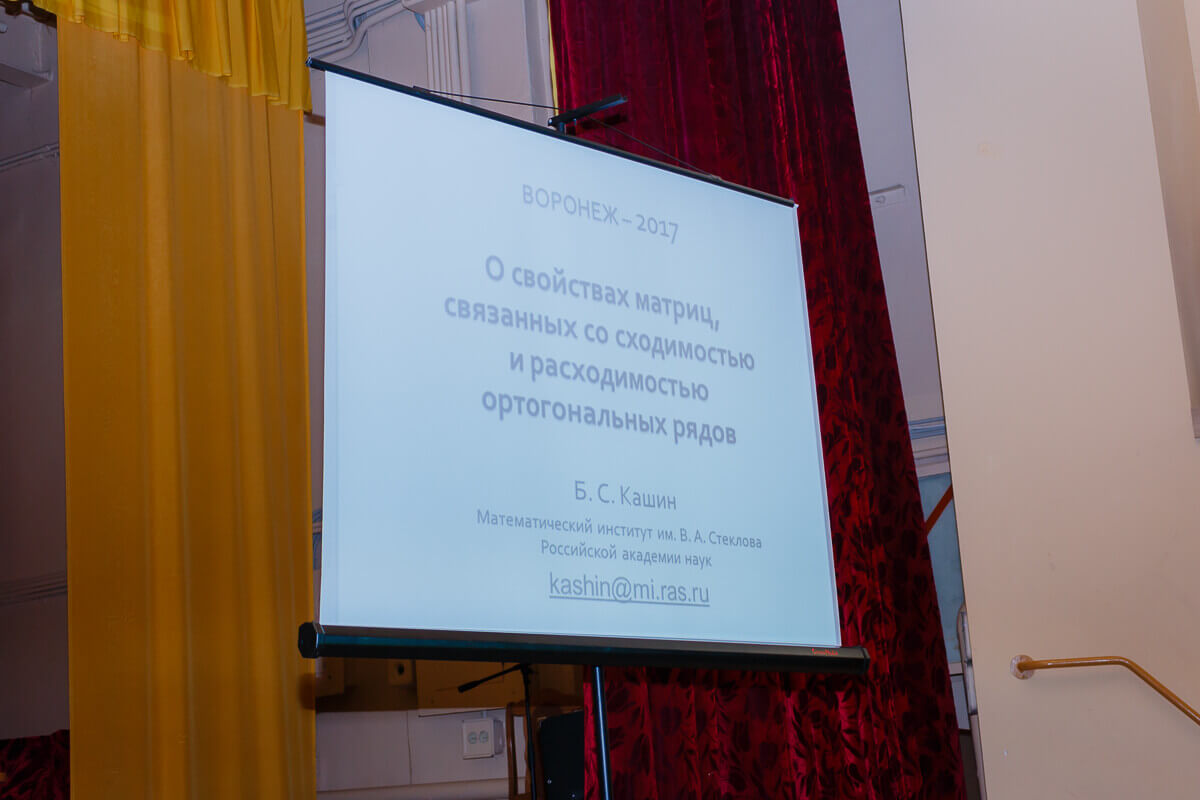 ВОРОНЕЖ – 2017
О свойствах матриц,
связанных со сходимостью
и расходимостью
ортогональных рядов
Б. С. Кашин
Математический институт им. В. А. Стеклова
Российской академии наук
kashin@mi.ras.ru